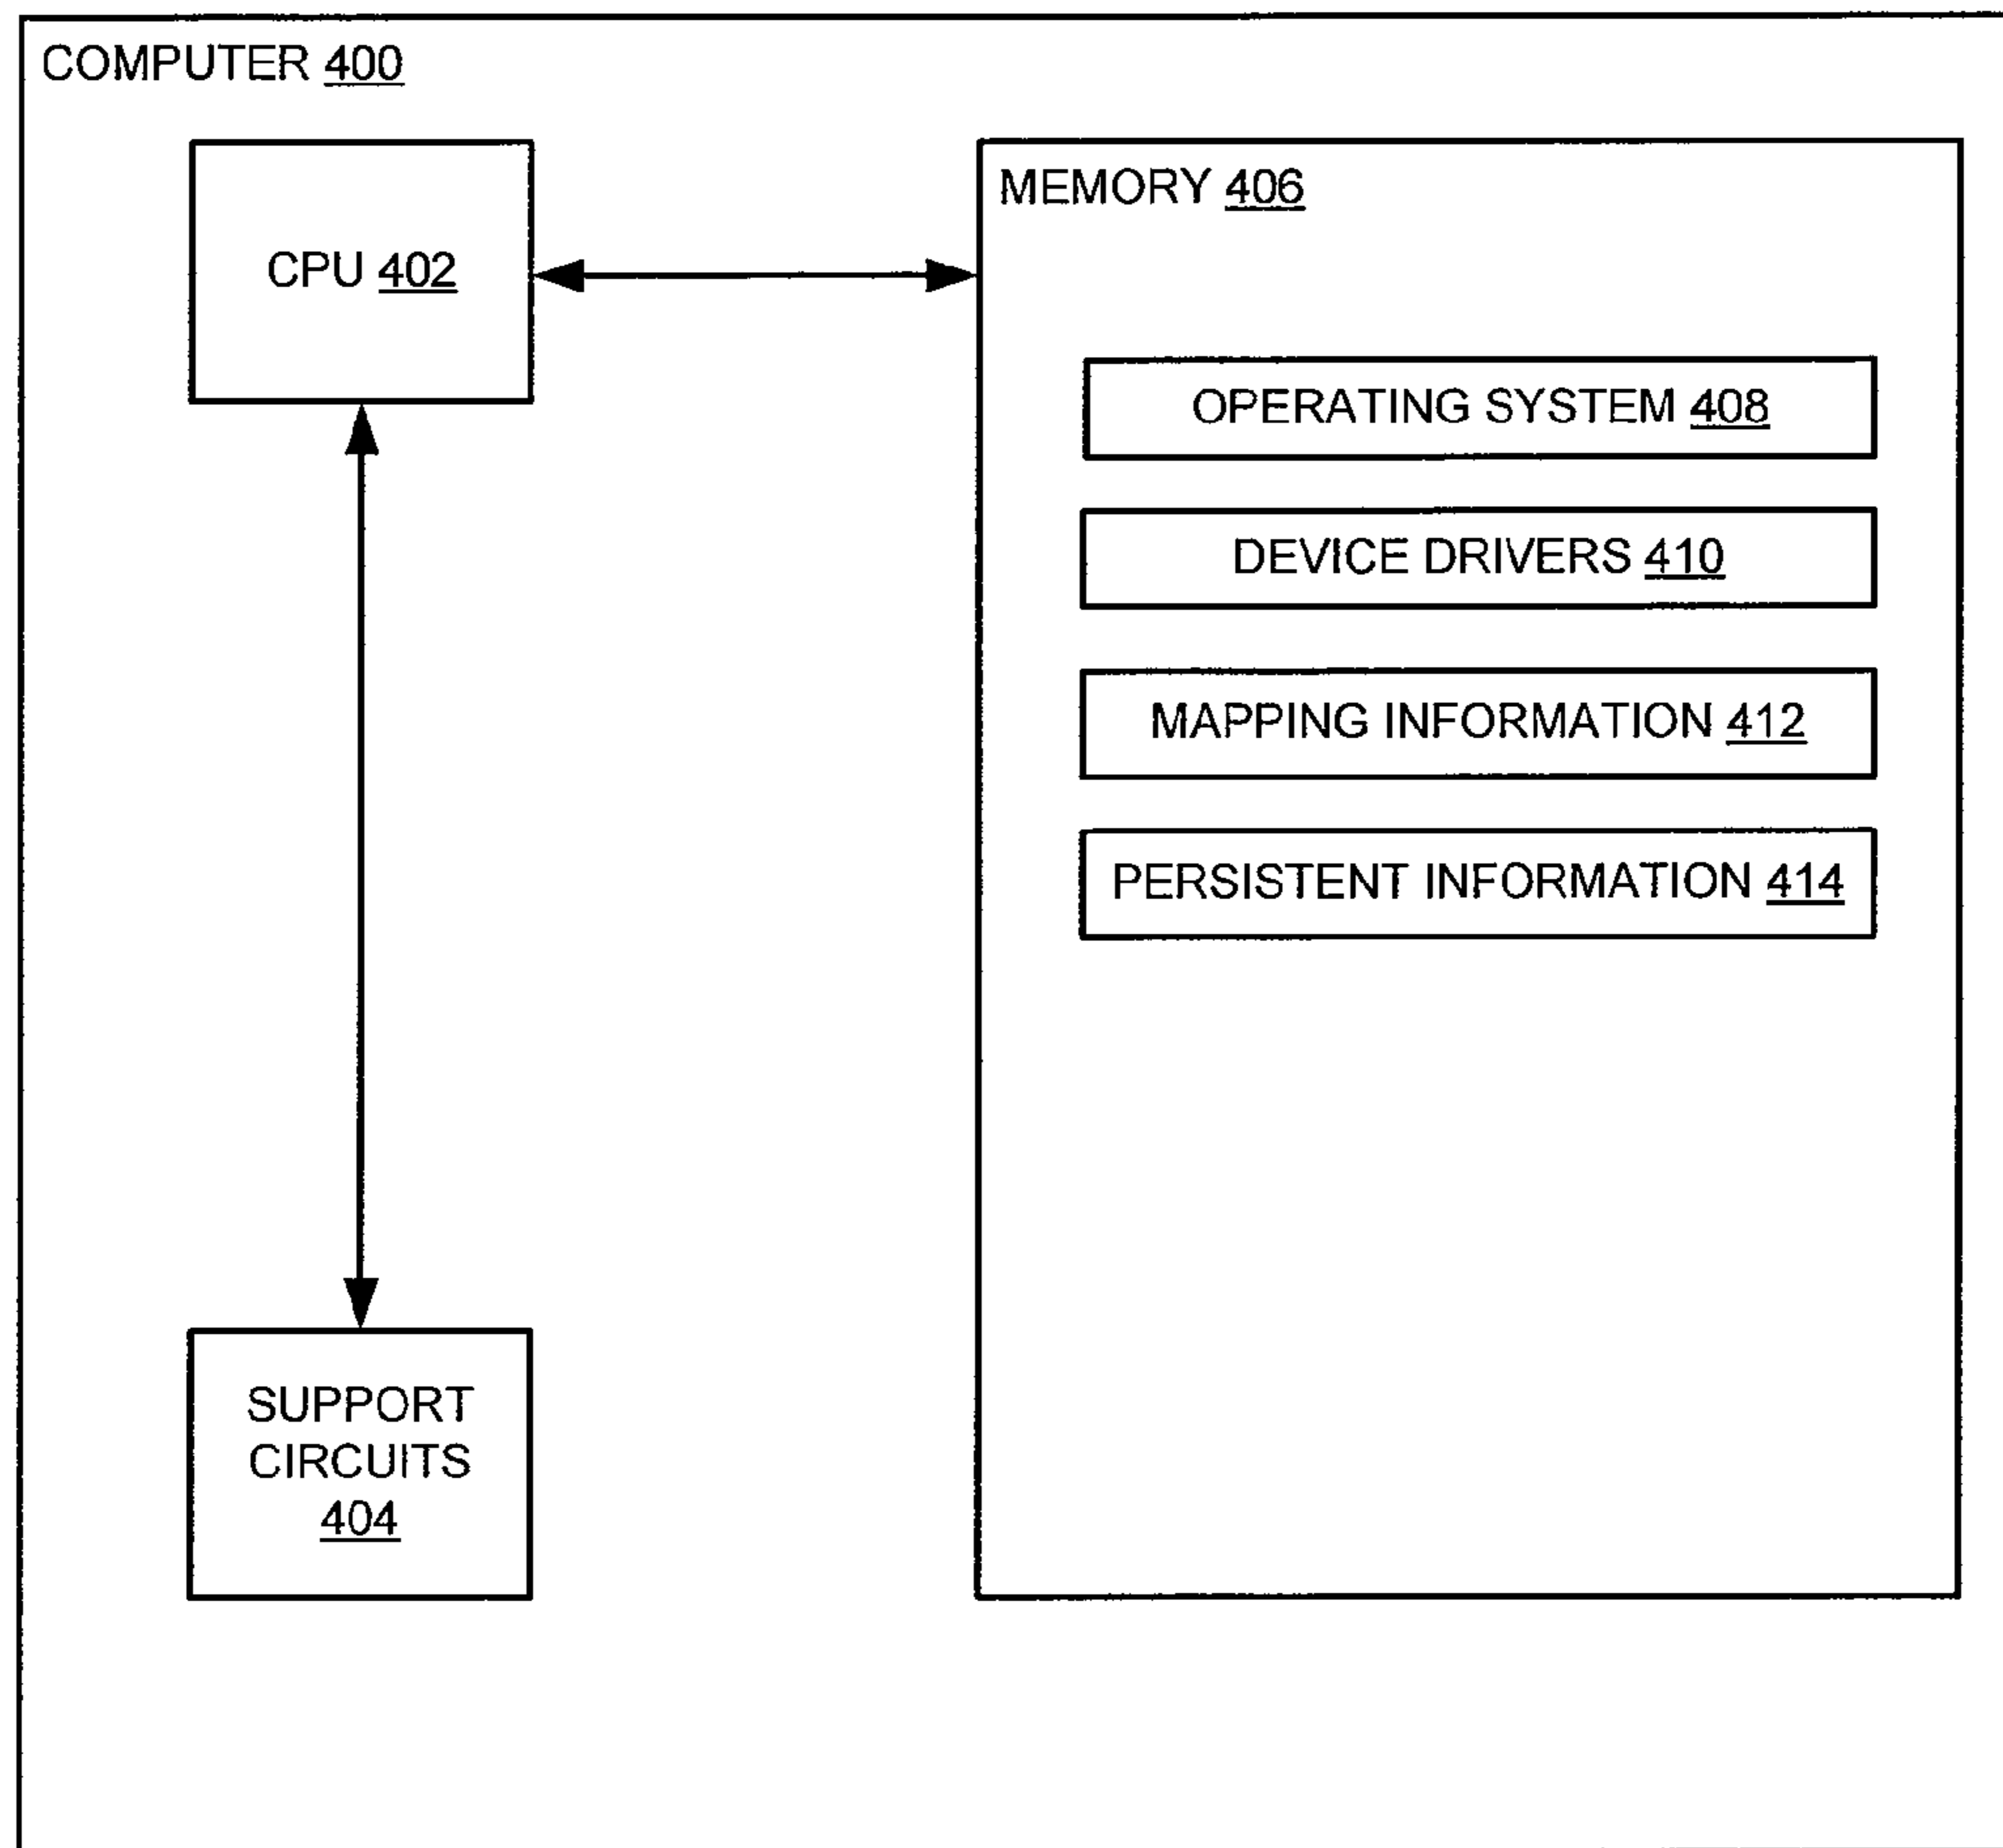 COMPUTER 400
CPU 402
MEMORY 406
OPERATING SYSTEM 408
DEVICE DRIVERS 410
MAPPING INFORMATION 412
PERSISTENT INFORMATION 414
SUPPORT
CIRCUITS
404